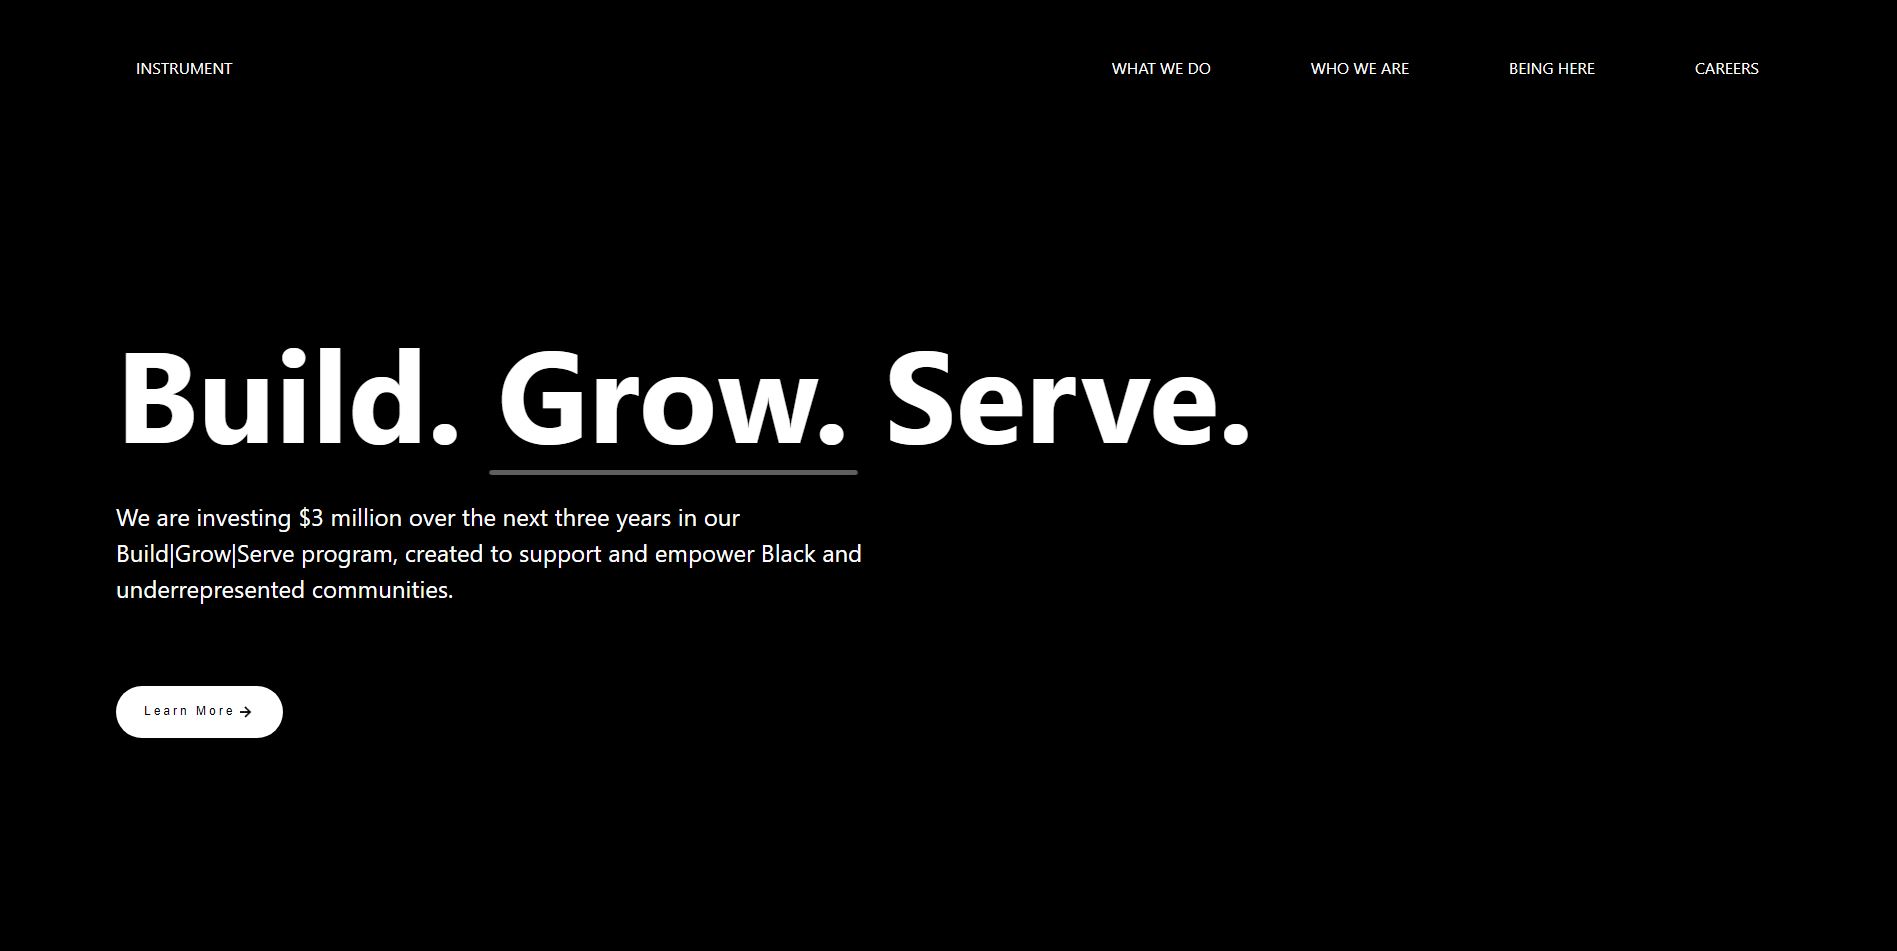 INSTRUMENT
WHAT WE DO
WHO WE ARE
BEING HERE
CAREERS
Build. Grow. Serve.
We are investing $3 million over the next three years in our
Build|Grow|Serve program, created to support and empower Black and
underrepresented communities.
Learn More